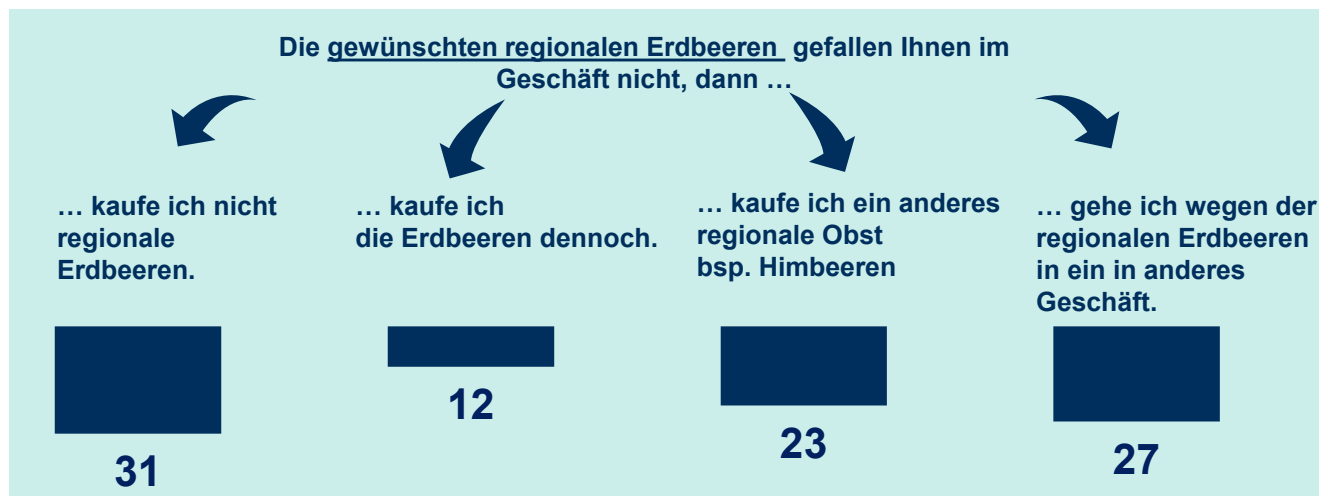 Die gewünschten regionalen Erdbeeren gefallen Ihnen im
Geschäft nicht, dann …
… kaufe ich nicht
regionale
Erdbeeren.
31
… kaufe ich
die Erdbeeren dennoch.
12
… kaufe ich ein anderes
regionale Obst
bsp. Himbeeren
23
… gehe ich wegen der
regionalen Erdbeeren
in ein in anderes
Geschäft.
27